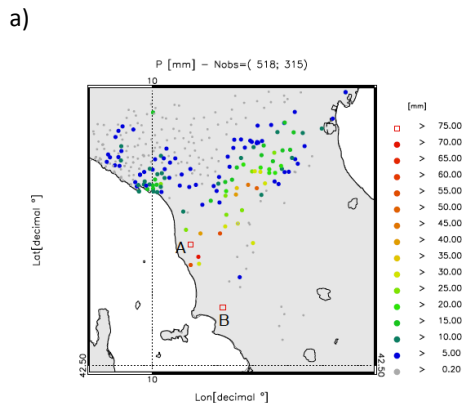 a)
P [mm] - Nobs=( 518; 315)
10
[mm]
> 75.00
> 70.00
> 65.00
> 60.00
> 55.00
> 50.00
> 45.00
> 40.00
> 35.00
> 30.00
> 25.00
> 20.00
> 15.00
> 10.00
> 5.00
> 0.20
Lat[decimal °]
A
B
42.50
42.50
10
Lon[decimal °]